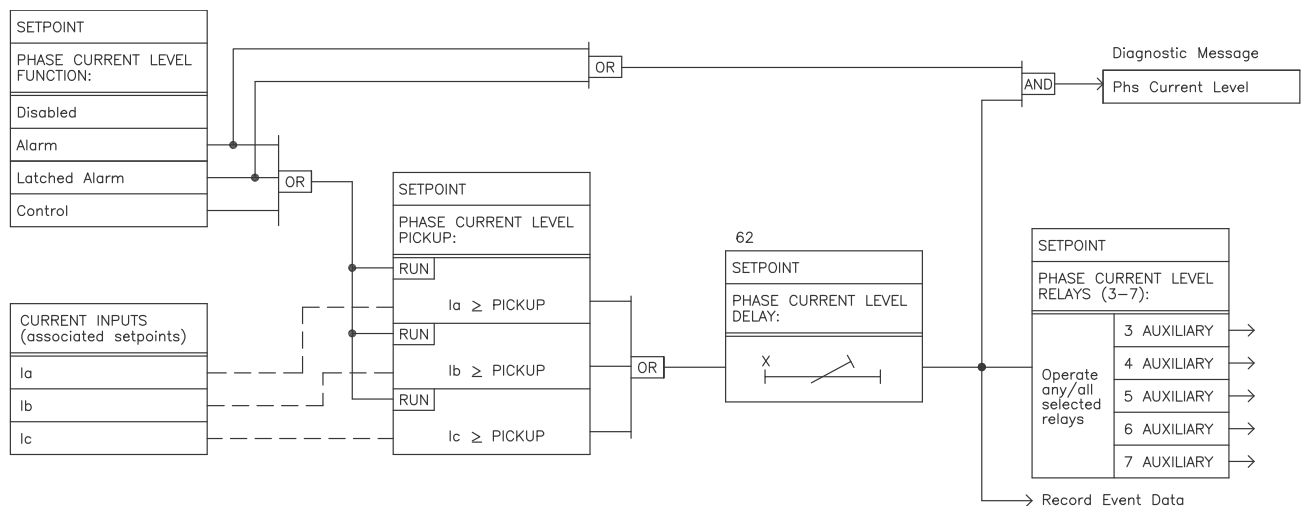 SETPOINT
PHASE CURRENT LEVEL
FUNCTION:
Disabled
Alarm
Latched Alarm
Control
OR
OR
AND
Diagnostic Message
Phs Current Level
CURRENT INPUTS
(associated setpoints)
Ia
Ib
Ic
SETPOINT
PHASE CURRENT LEVEL
PICKUP:
RUN
Ia ≥ PICKUP
RUN
Ib ≥ PICKUP
RUN
Ic ≥ PICKUP
OR
62
SETPOINT
PHASE CURRENT LEVEL
DELAY:
X
SETPOINT
PHASE CURRENT LEVEL
RELAYS (3-7):
Operate
any/all
selected
relays
3 AUXILIARY
4 AUXILIARY
5 AUXILIARY
6 AUXILIARY
7 AUXILIARY
Record Event Data